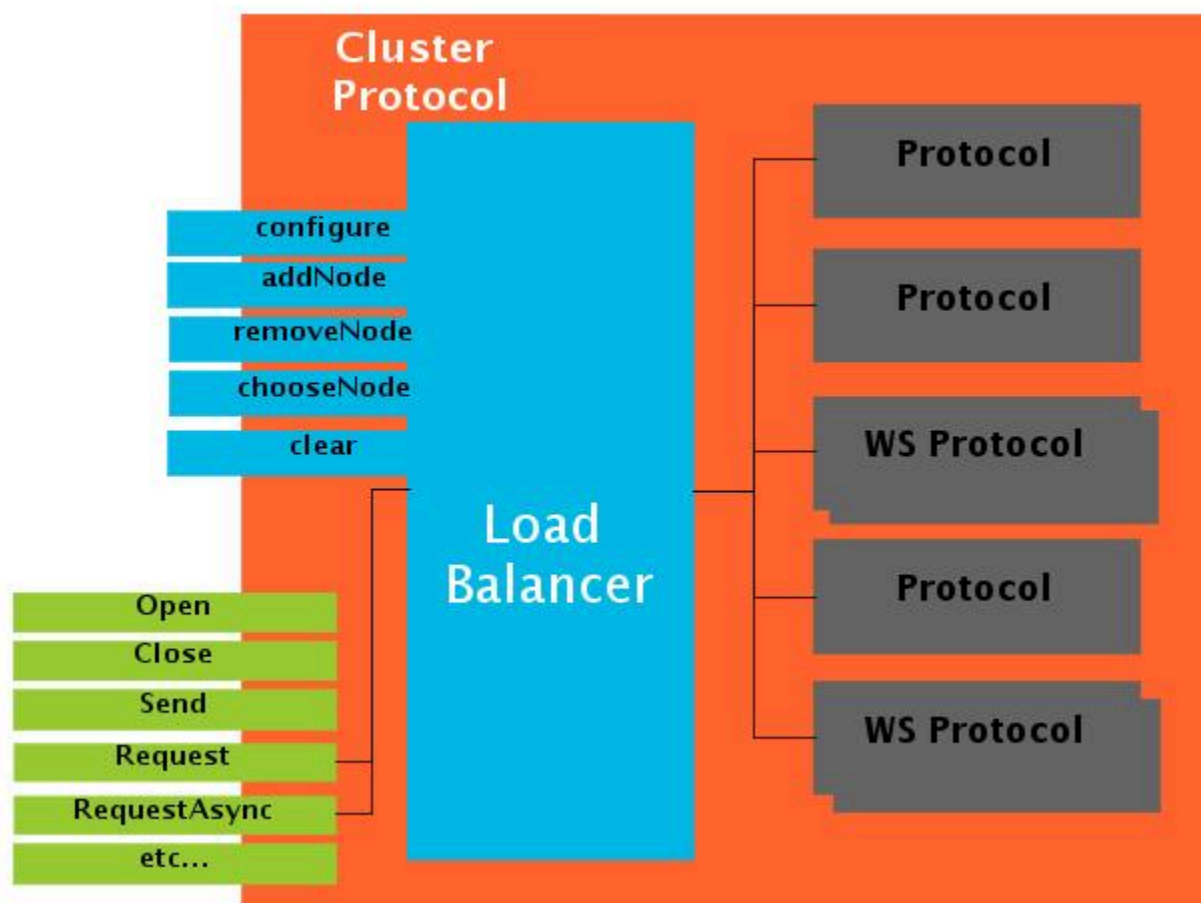 Cluster
Protocol
configure
addNode
removeNode
chooseNode
clear
Load
Balancer
Open
Close
Send
Request
RequestAsync
etc...
Protocol
Protocol
WS Protocol
Protocol
WS Protocol